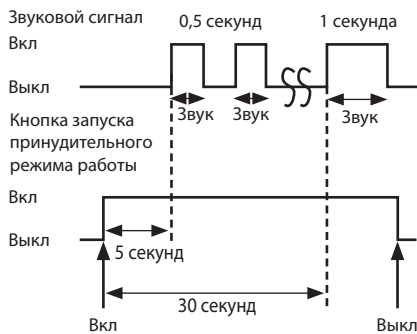 Звуковой сигнал
0,5 секунд
1 секунда
Вкл
Выкл
Звук
Звук
Звук
Кнопка запуска
принудительного
режима работы
Вкл
Выкл
5 секунд
30 секунд
Вкл
Выкл